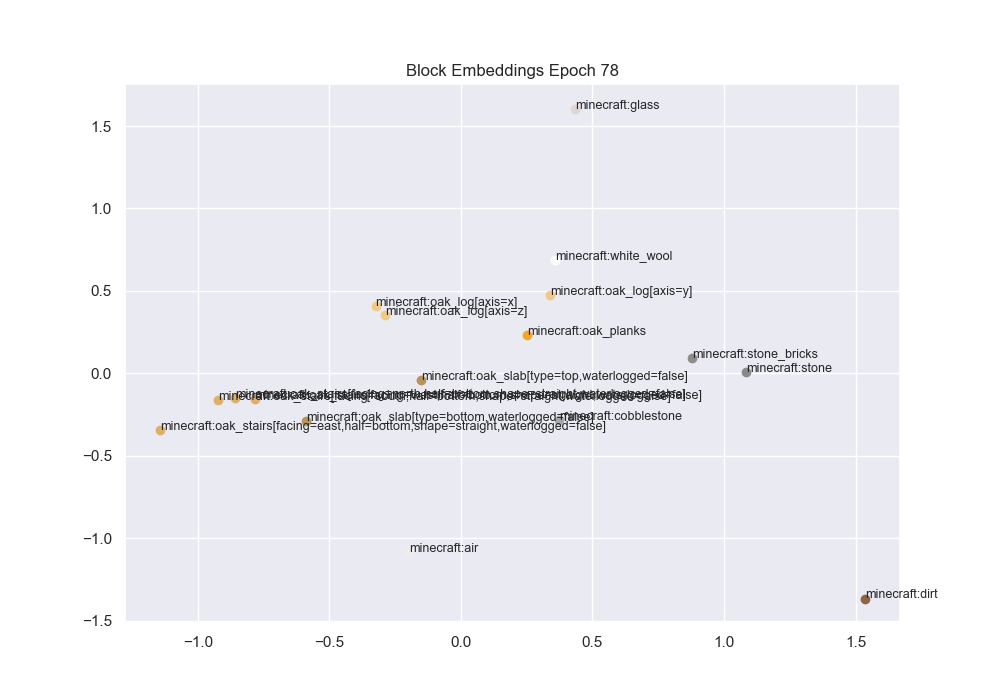 Block Embeddings Epoch 78
minecraft:glass
minecraft:white_wool
minecraft:oak_log[axis=y]
minecraft:oak_log[axis=x]
minecraft:oak_log[axis=z]
minecraft:oak_planks
minecraft:stone_bricks
minecraft:stone
minecraft:oak_slab[type=top,waterlogged=false]
minecraft:oak_slab[type=bottom,waterlogged=false]
minecraft:cobblestone
minecraft:oak_stairs[facing=east,half=bottom,shape=straight,waterlogged=false]
minecraft:air
minecraft:dirt
1.5
1.0
0.5
0.0
−0.5
−1.0
−1.5
−1.0 −0.5 0.0 0.5 1.0 1.5